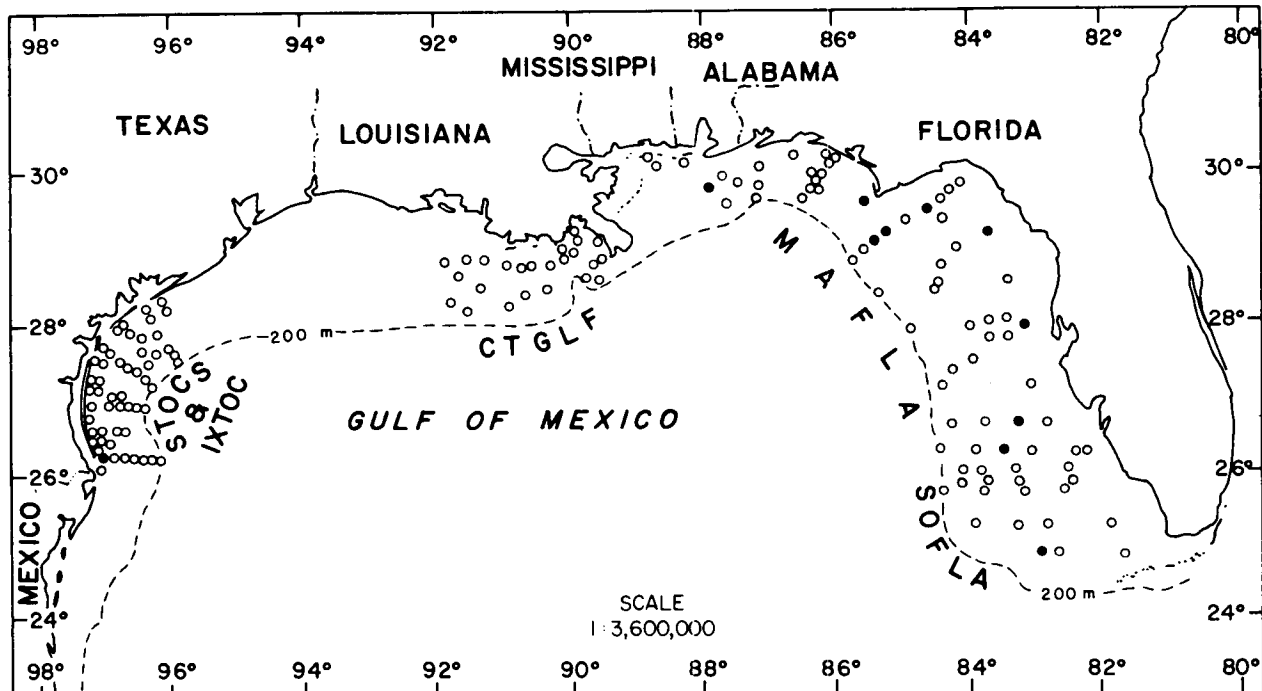 98° 96° 94° 92° 90° 88° 86° 84° 82° 80°
MISSISSIPPI ALABAMA
TEXAS LOUISIANA FLORIDA
30° 30°
28° 28°
200 m
CTGLF
MAFLA
STOCS
&
IXTOC
GULF OF MEXICO
26° 26°
SOFLA
MEXICO
200 m
24° 24°
SCALE
1:3,600,000
98° 96° 94° 92° 90° 88° 86° 84° 82° 80°